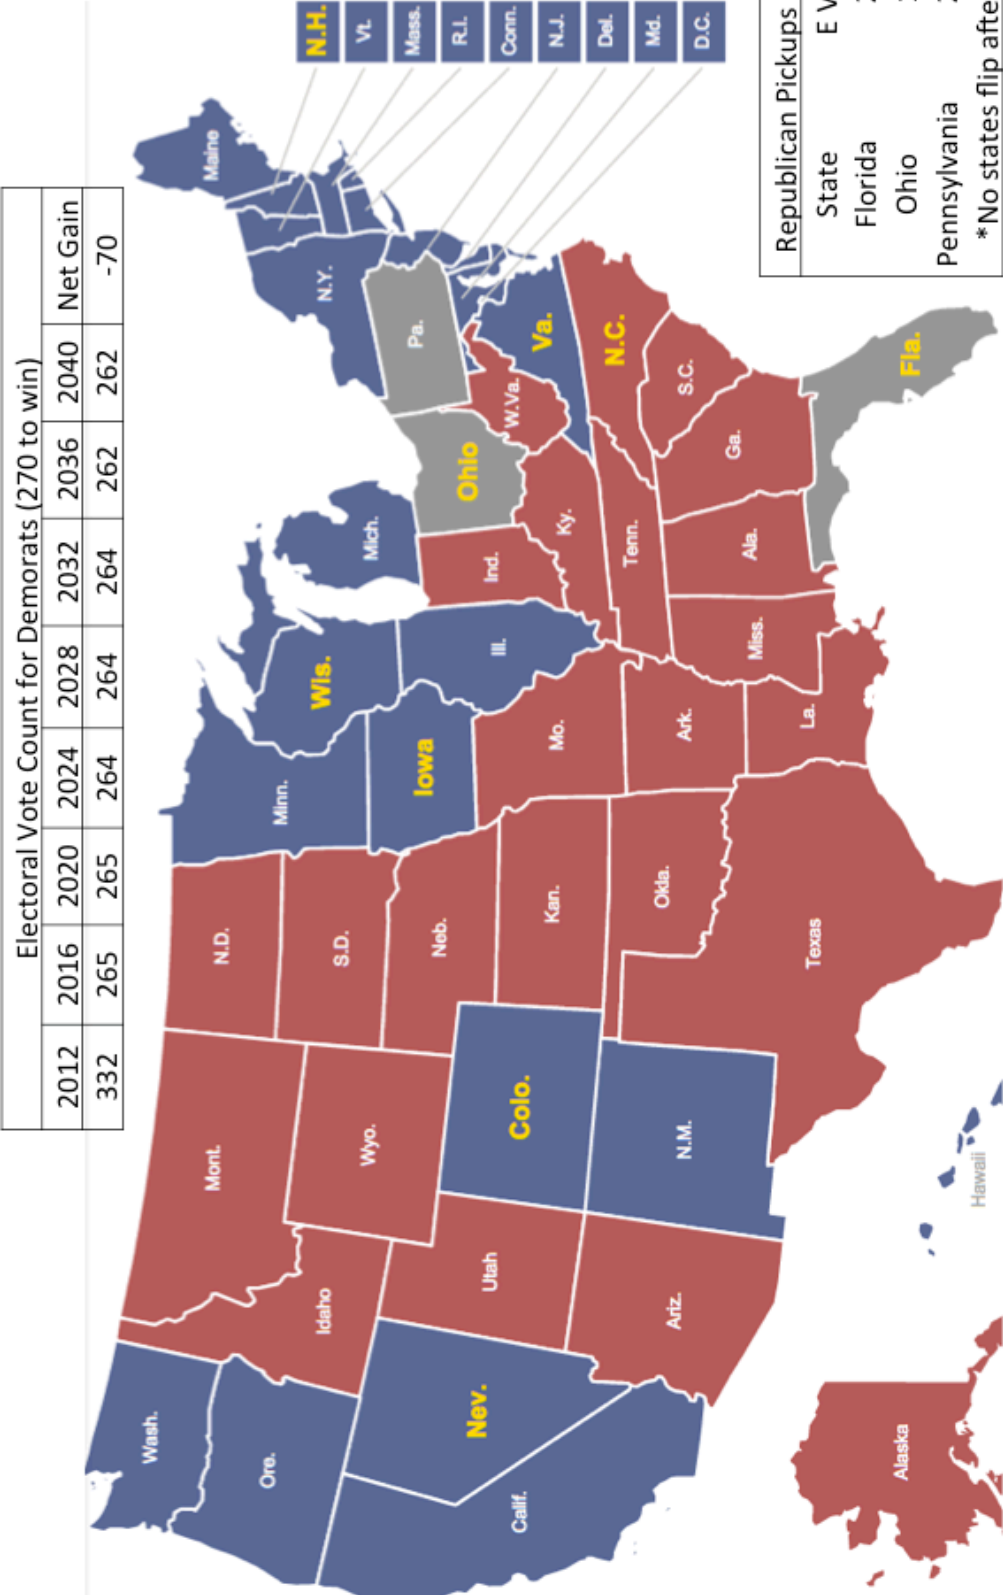 Electoral Vote Count for Demorats (270 to win)
2012 2016 2020 2024 2028 2032 2036 2040 Net Gain
332 265 265 264 264 264 262 262 -70
Wash.
Ore.
Calif.
Nev.
Idaho
Mont.
Wyo.
Utah
Ariz.
Colo.
N.M.
N.D.
S.D.
Neb.
Kan.
Okla.
Texas
Minn.
Iowa
Mo.
Ark.
La.
Wis.
Ill.
Miss.
Mich.
Ind.
Ky.
Tenn.
Ala.
Ohio
W.Va.
Ga.
Pa.
Va.
N.C.
S.C.
Fla.
N.Y.
Maine
N.H.
Vt.
Mass.
R.I.
Conn.
N.J.
Del.
Md.
D.C.
Alaska
Hawaii
Republican Pickups
State E V
Florida 2
Ohio
Pennsylvania 2
*No states flip afte